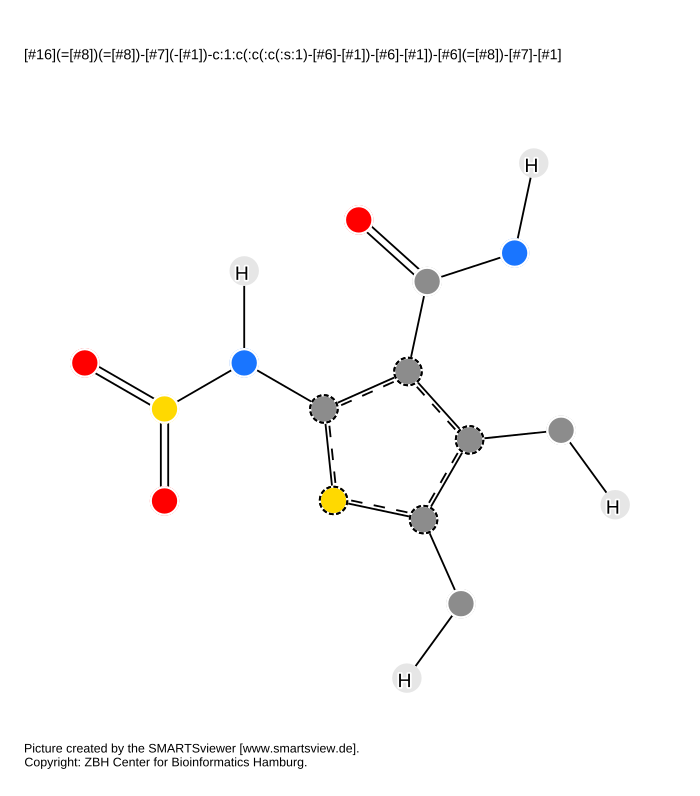 [#16](=[#8])(=[#8])-[#7](-[#1])-c:1:c(:c(:c(:s:1)-[#6]-[#1])-[#6]-[#1])-[#6](=[#8])-[#7]-[#1]
H
H
H
H
Picture created by the SMARTSviewer [www.smartsview.de].
Copyright: ZBH Center for Bioinformatics Hamburg.